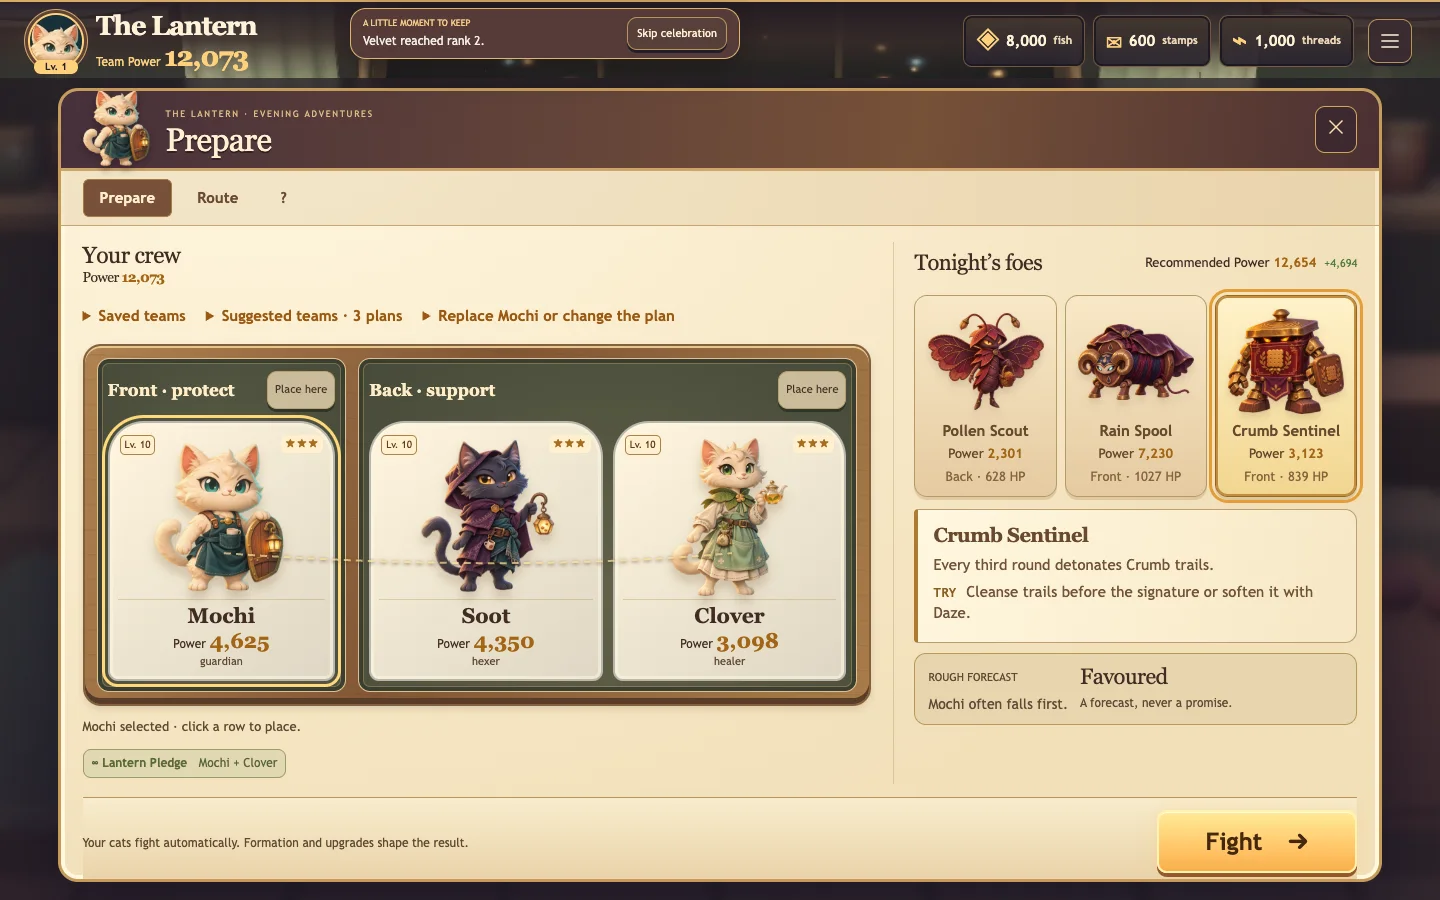 The Lantern
Team Power 12,073
Lv. 1
A LITTLE MOMENT TO KEEP
Velvet reached rank 2.
Skip celebration
8,000 fish
600 stamps
1,000 threads
THE LANTERN · EVENING ADVENTURES
Prepare
Prepare
Route
?
Your crew
Power 12,073
Saved teams
Suggested teams · 3 plans
Replace Mochi or change the plan
Front · protect
Place here
Back · support
Place here
Lv. 10
Mochi
Power 4,625
guardian
Lv. 10
Soot
Power 4,350
hexer
Lv. 10
Clover
Power 3,098
healer
Mochi selected · click a row to place.
Lantern Pledge Mochi + Clover
Tonight's foes
Recommended Power 12,654 +4,694
Pollen Scout
Power 2,301
Back · 628 HP
Rain Spool
Power 7,230
Front · 1027 HP
Crumb Sentinel
Power 3,123
Front · 839 HP
Crumb Sentinel
Every third round detonates Crumb trails.
TRY Cleanse trails before the signature or soften it with
Daze.
ROUGH FORECAST
Mochi often falls first.
Favoured
A forecast, never a promise.
Your cats fight automatically. Formation and upgrades shape the result.
Fight →